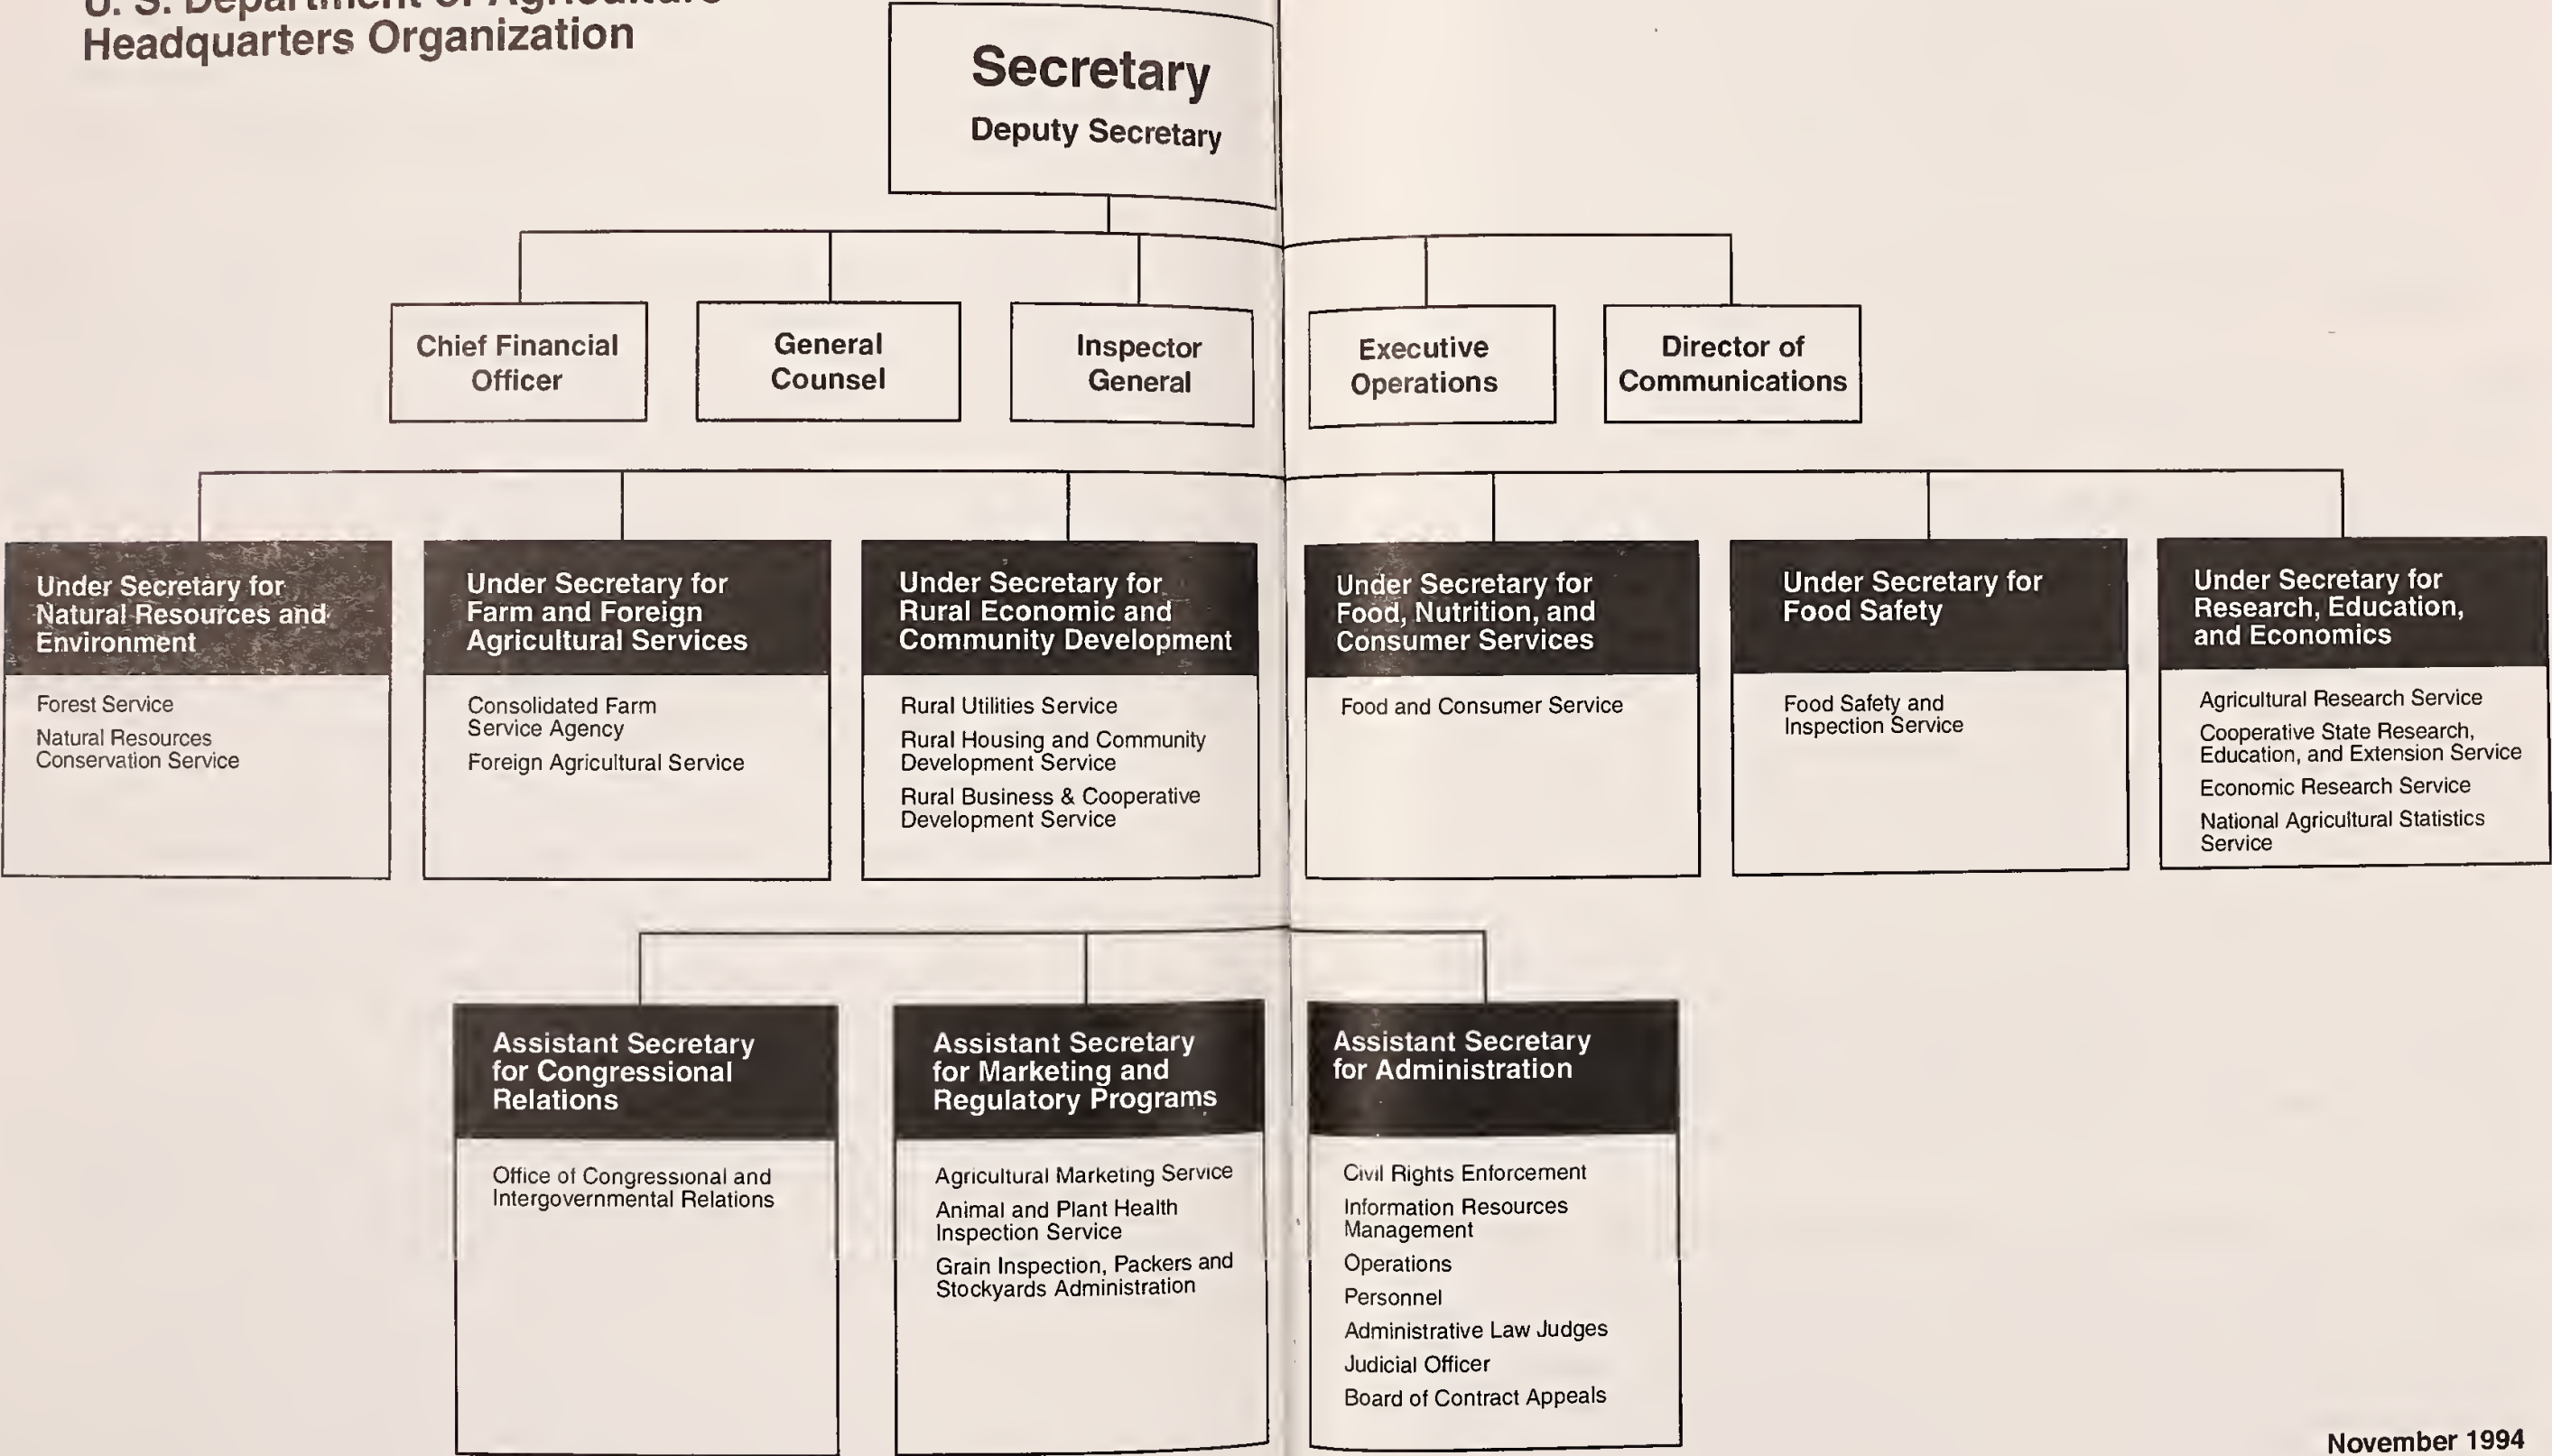 U. S. Department of Agriculture
Headquarters Organization
Secretary
Deputy Secretary
Chief Financial
Officer
General
Counsel
Inspector
General
Executive
Operations
Director of
Communications
Under Secretary for
Natural Resources and
Environment
Forest Service
Natural Resources
Conservation Service
Under Secretary for
Farm and Foreign
Agricultural Services
Consolidated Farm
Service Agency
Foreign Agricultural Service
Under Secretary for
Rural Economic and
Community Development
Rural Utilities Service
Rural Housing and Community
Development Service
Rural Business & Cooperative
Development Service
Under Secretary for
Food, Nutrition, and
Consumer Services
Food and Consumer Service
Under Secretary for
Food Safety
Food Safety and
Inspection Service
Under Secretary for
Research, Education,
and Economics
Agricultural Research Service
Cooperative State Research,
Education, and Extension Service
Economic Research Service
National Agricultural Statistics
Service
Assistant Secretary
for Congressional
Relations
Office of Congressional and
Intergovernmental Relations
Assistant Secretary
for Marketing and
Regulatory Programs
Agricultural Marketing Service
Animal and Plant Health
Inspection Service
Grain Inspection, Packers and
Stockyards Administration
Assistant Secretary
for Administration
Civil Rights Enforcement
Information Resources
Management
Operations
Personnel
Administrative Law Judges
Judicial Officer
Board of Contract Appeals
November 1994